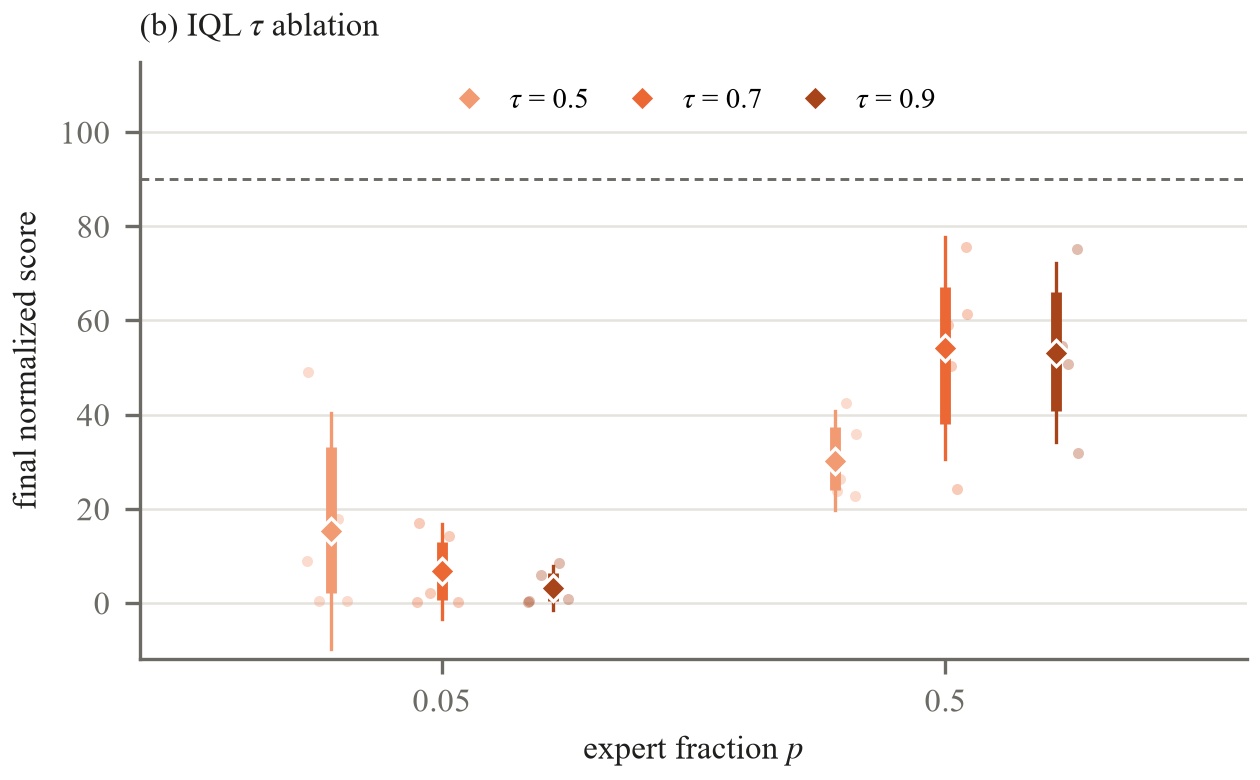 (b) IQL τ ablation
τ = 0.5 τ = 0.7 τ = 0.9
100
80
60
40
20
0
final normalized score
0.05 0.5
expert fraction p